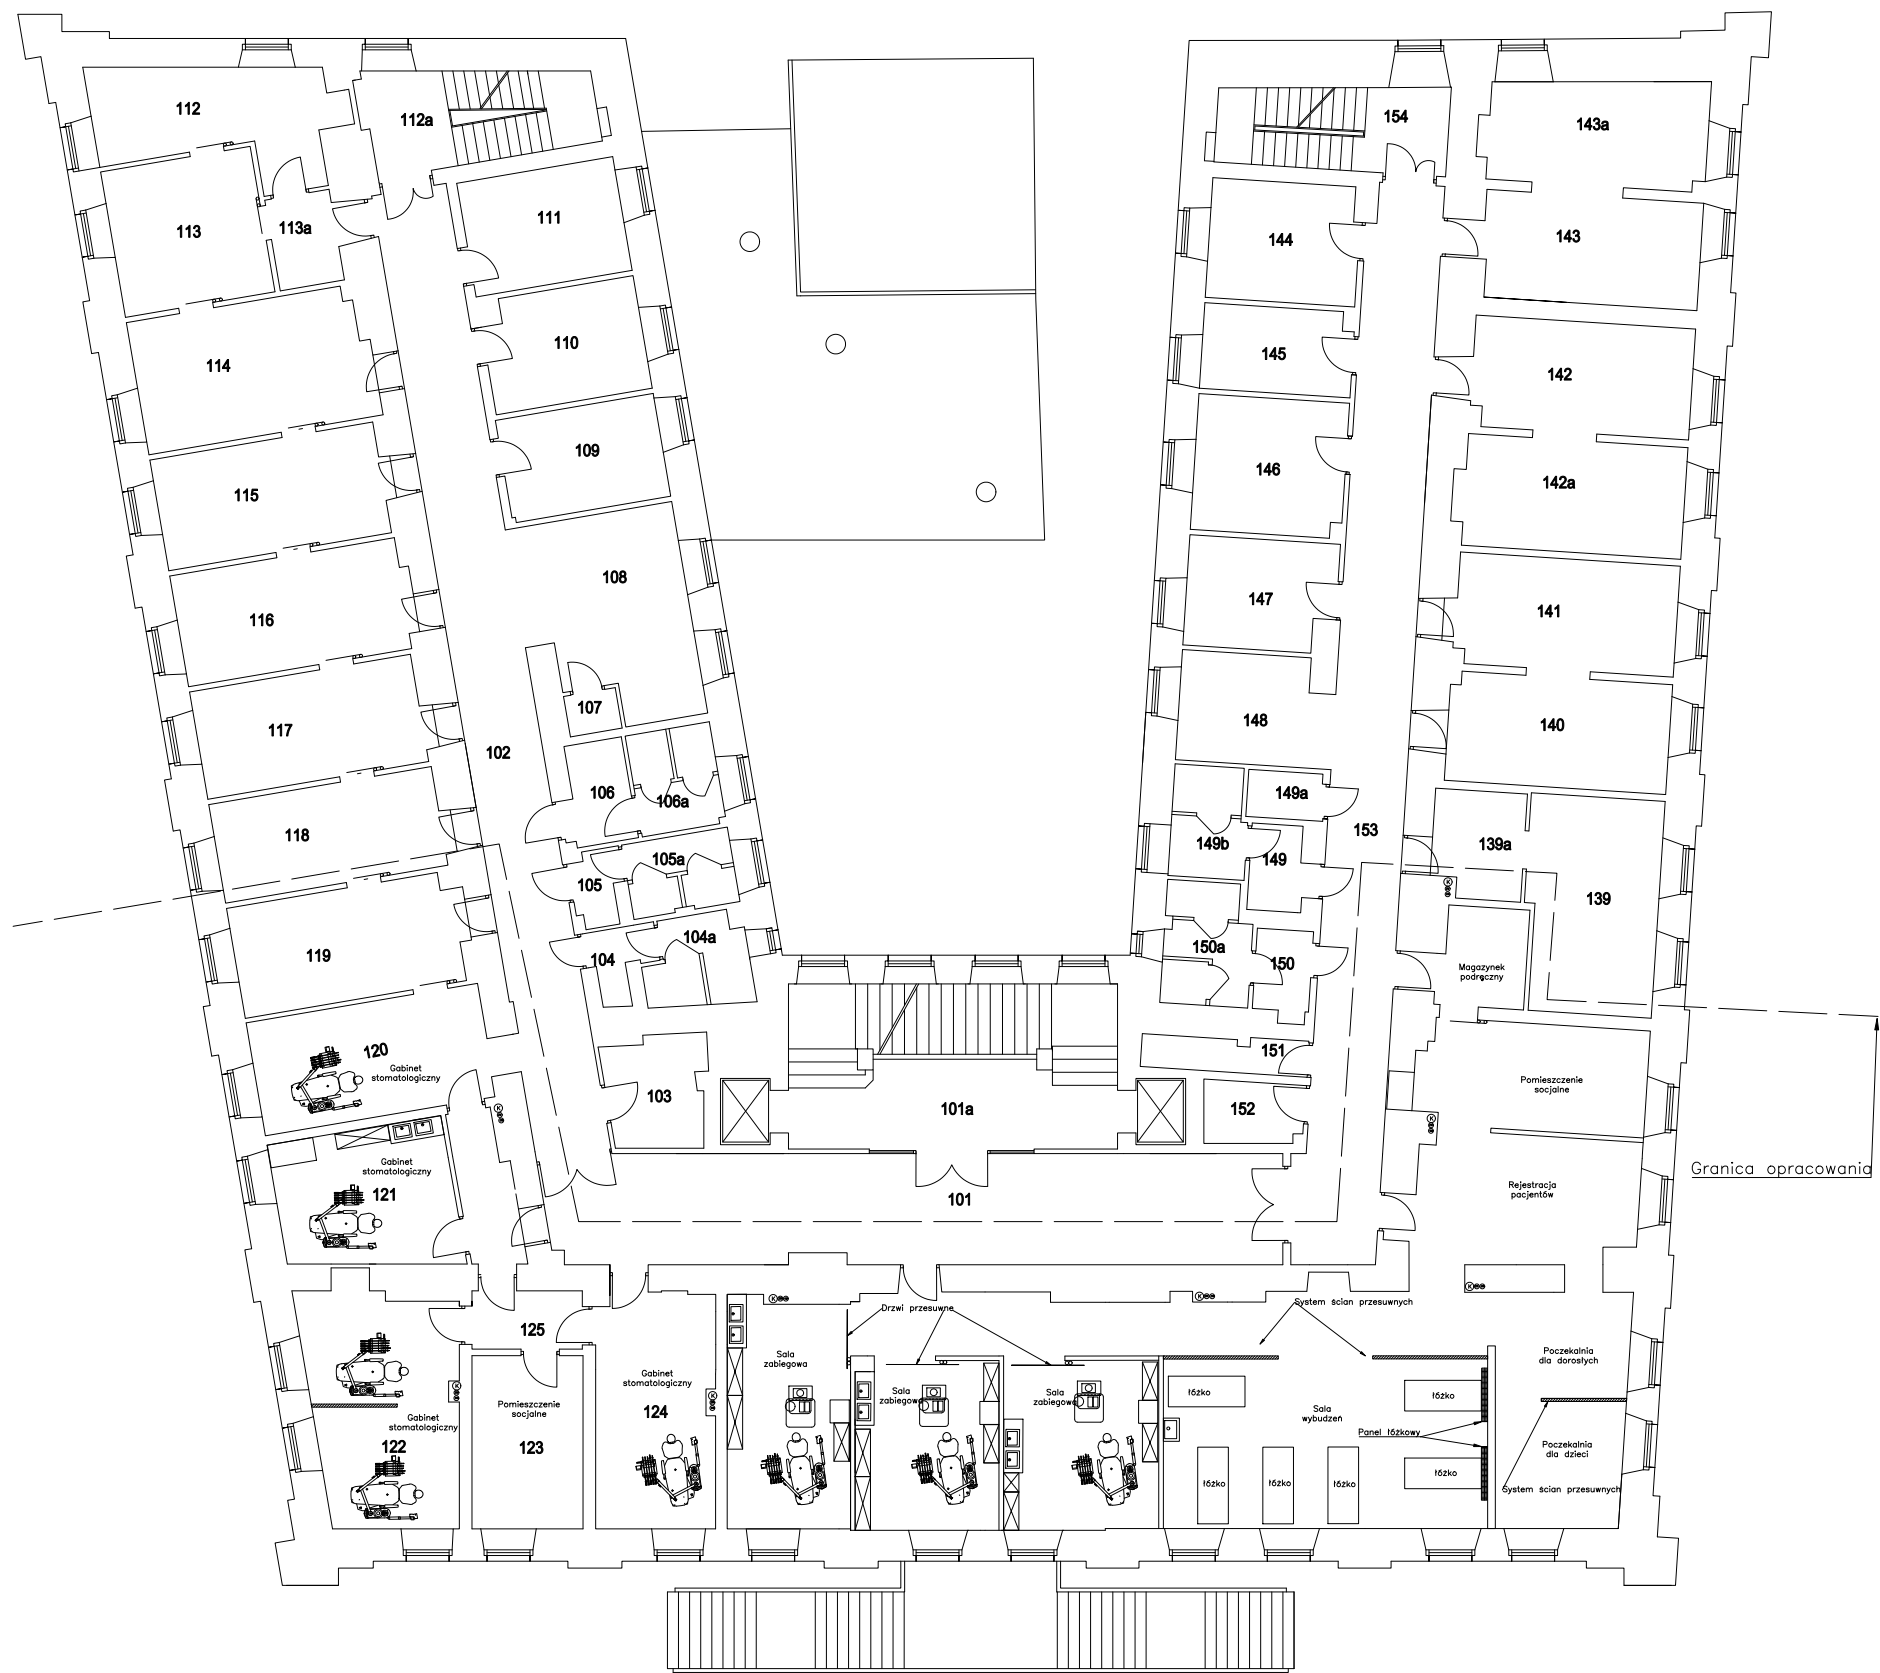 112
112a
154
143a
113
113a
111
144
143
114
110
145
142
115
109
146
142a
116
108
147
141
117
107
148
140
102
118
106
106a
149a
153
105
105a
149b
149
139a
139
119
104
104a
150a
150
Magazynek
podręczny
120
Gabinet
stomatologiczny
103
101a
151
152
Pomieszczenie
socjalne
Gabinet
stomatologiczny
121
101
Rejestracja
pacjentów
Granica opracowania
K
K
K
K
K
K
K
K
125
Drzwi przesuwne
System ścian przesuwnych
Sala
zabiegowa
Gabinet
stomatologiczny
124
Sala
zabiegowa
Sala
zabiegowa
łóżko
łóżko
Sala
wybudzeń
Panel łóżkowy
Poczekalnia
dla dorosłych
Gabinet
stomatologiczny
122
Pomieszczenie
socjalne
123
Poczekalnia
dla dzieci
łóżko
łóżko
łóżko
łóżko
System ścian przesuwnych